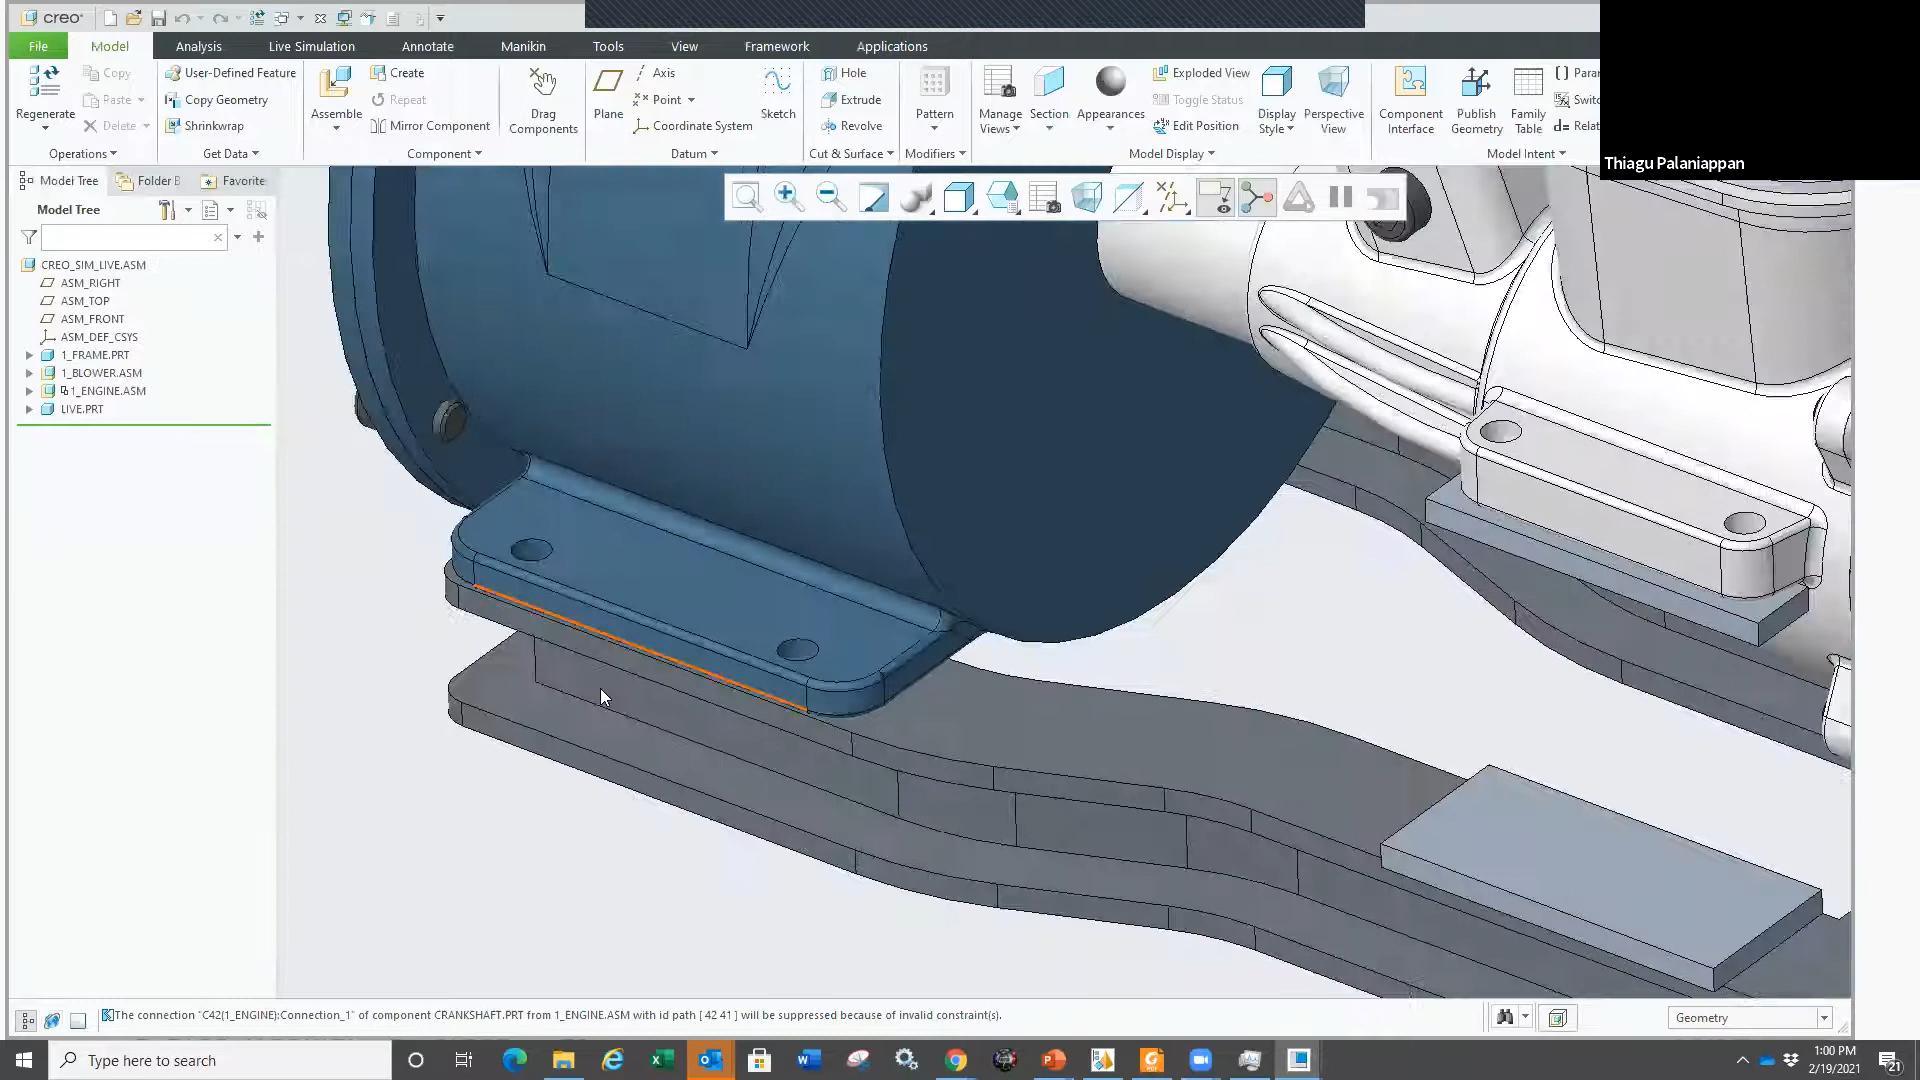 creo
File Model Analysis Live Simulation Annotate Manikin Tools View Framework Applications
Regenerate
Copy
Paste
Delete
Operations
User-Defined Feature
Copy Geometry
Shrinkwrap
Get Data
Assemble
Create
Repeat
Mirror Component
Component
Drag
Components
Plane
Axis
Point
Coordinate System
Sketch
Datum
Hole
Extrude
Revolve
Cut & Surface
Pattern
Modifiers
Manage
Views
Section
Appearances
Exploded View
Toggle Status
Edit Position
Display
Style
Perspective
View
Model Display
Component
Interface
Publish
Geometry
Family
Table
Model Intent
Thiagu Palaniappan
Model Tree
Folder B
Favorite
Model Tree
CREO_SIM_LIVE.ASM
ASM_RIGHT
ASM_TOP
ASM_FRONT
ASM_DEF_CSYS
1_FRAME.PRT
1_BLOWER.ASM
1_ENGINE.ASM
LIVE.PRT
The connection "C42(1_ENGINE):Connection_1" of component CRANKSHAFT.PRT from 1_ENGINE.ASM with id path [ 42 41 ] will be suppressed because of invalid constraint(s).
Geometry
Type here to search
1:00 PM
2/19/2021
21